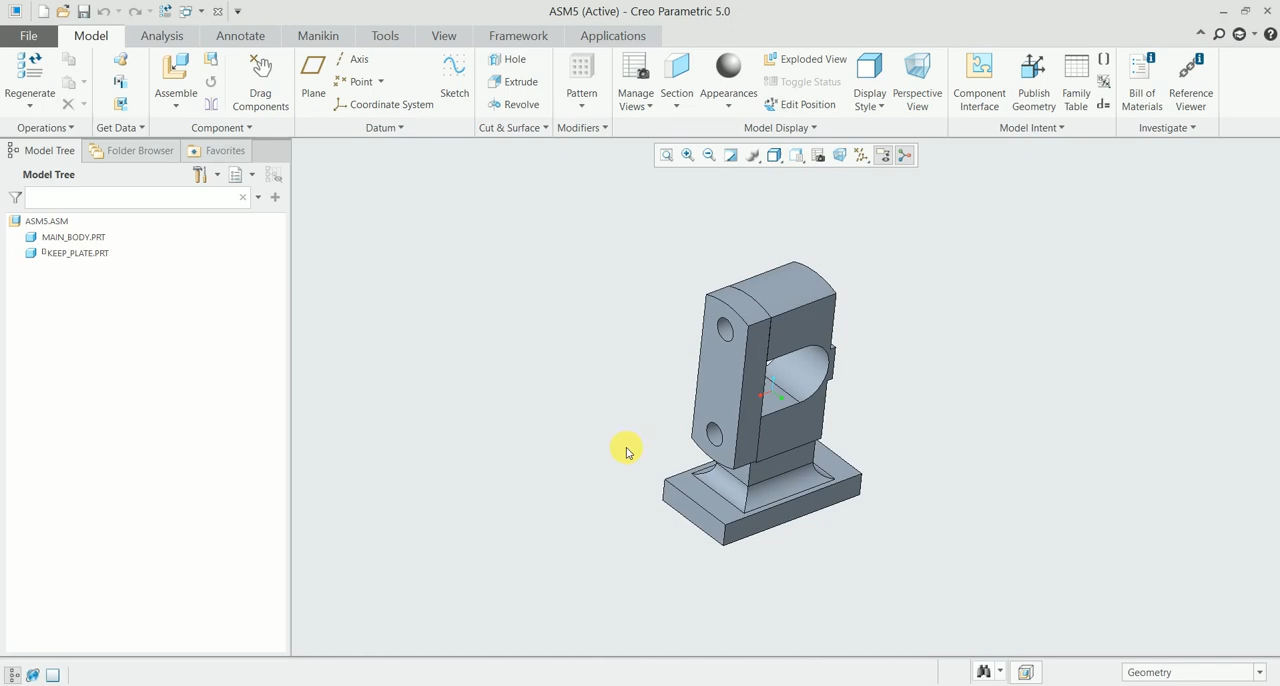 ASM5 (Active) - Creo Parametric 5.0
File Model Analysis Annotate Manikin Tools View Framework Applications
Regenerate
Operations
Get Data
Assemble
Drag Components
Component
Plane
Axis
Point
Coordinate System
Sketch
Datum
Hole
Extrude
Revolve
Cut & Surface
Pattern
Modifiers
Manage Views
Section
Appearances
Exploded View
Toggle Status
Edit Position
Display Style
Perspective View
Model Display
Component Interface
Publish Geometry
Family Table
Model Intent
Bill of Materials
Reference Viewer
Investigate
Model Tree Folder Browser Favorites
Model Tree
ASM5.ASM
MAIN_BODY.PRT
KEEP_PLATE.PRT
Geometry